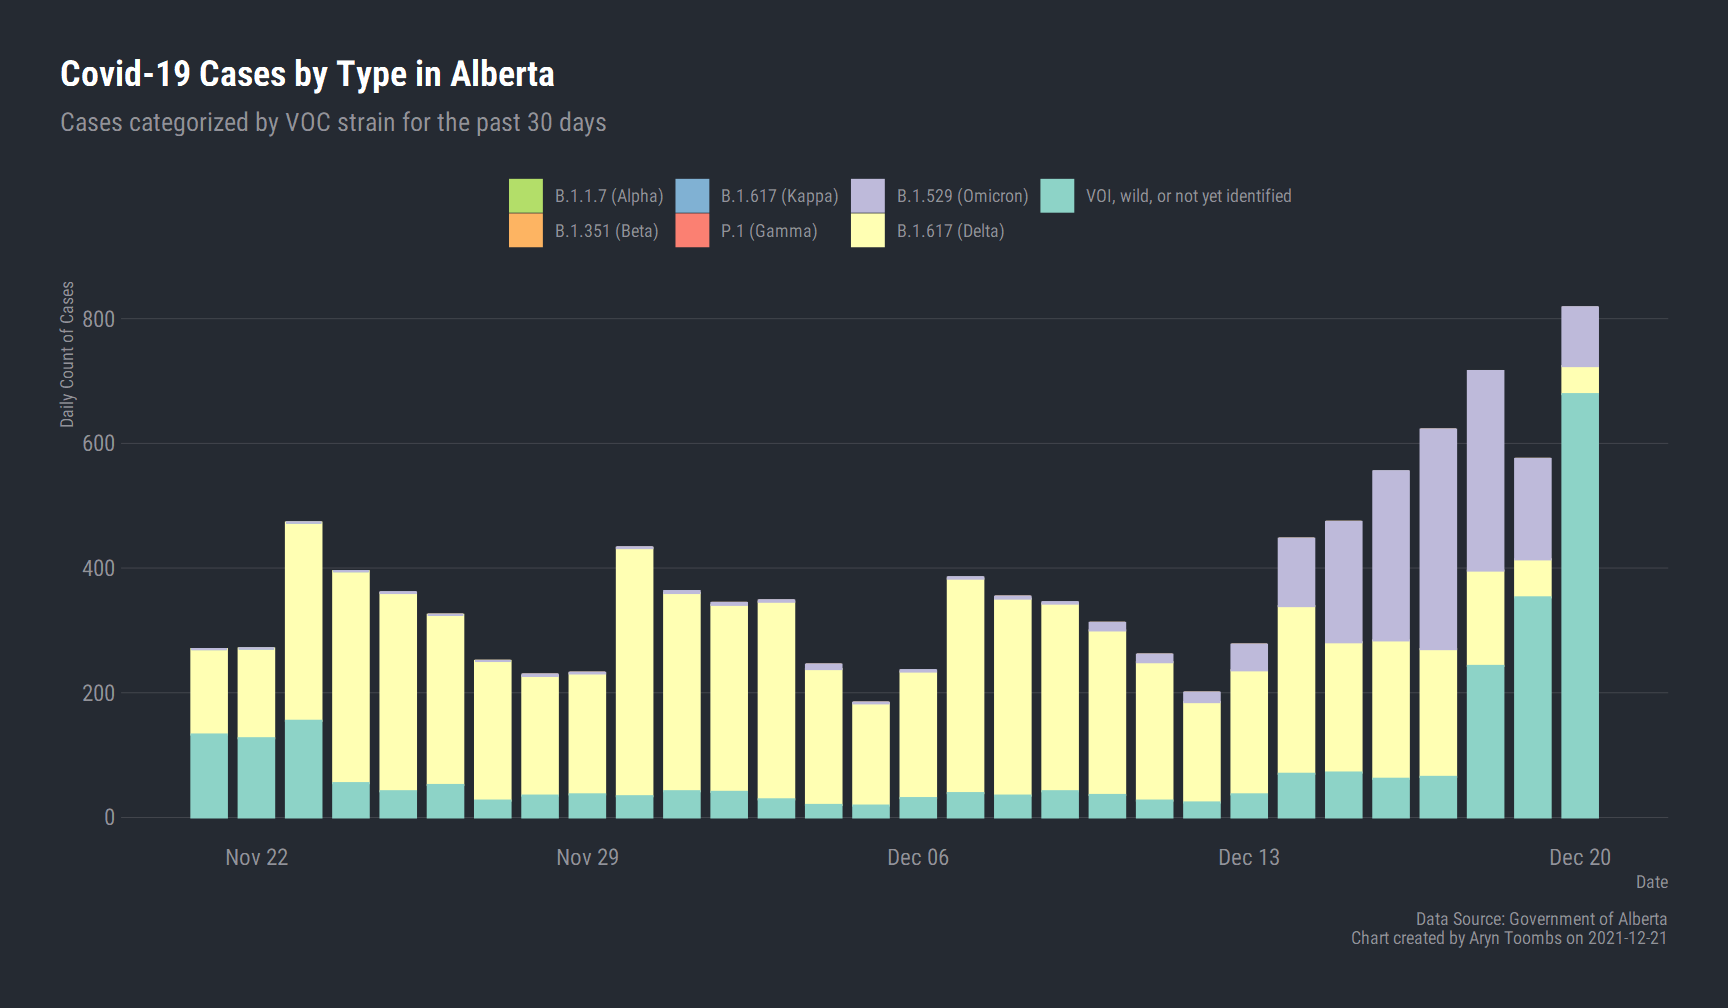 Covid-19 Cases by Type in Alberta
Cases categorized by VOC strain for the past 30 days
B.1.1.7 (Alpha) B.1.617 (Kappa) B.1.529 (Omicron) VOI, wild, or not yet identified
B.1.351 (Beta) P.1 (Gamma) B.1.617 (Delta)
Daily Count of Cases
800
600
400
200
0
Nov 22 Nov 29 Dec 06 Dec 13 Dec 20
Date
Data Source: Government of Alberta
Chart created by Aryn Toombs on 2021-12-21